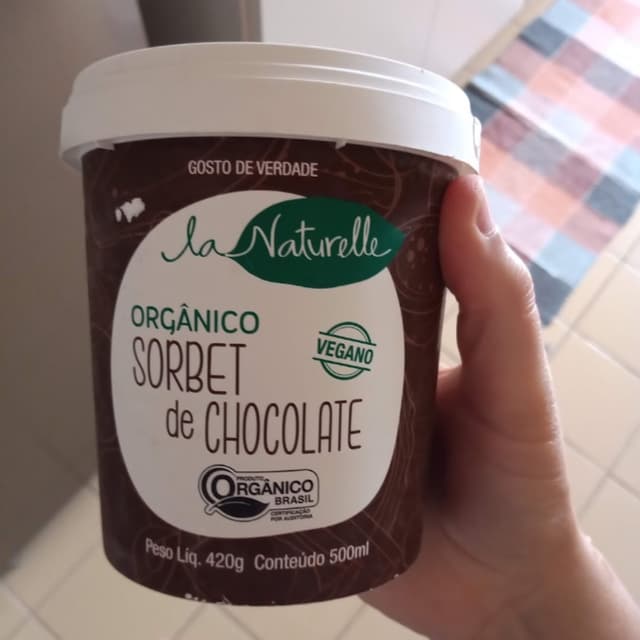 GOSTO DE VERDADE
la Naturelle
ORGÂNICO
SORBET
de CHOCOLATE
VEGANO
PRODUTO
ORGÂNICO
BRASIL
CERTIFICAÇÃO
POR AUDITORIA
Peso Líq. 420g Conteúdo 500ml